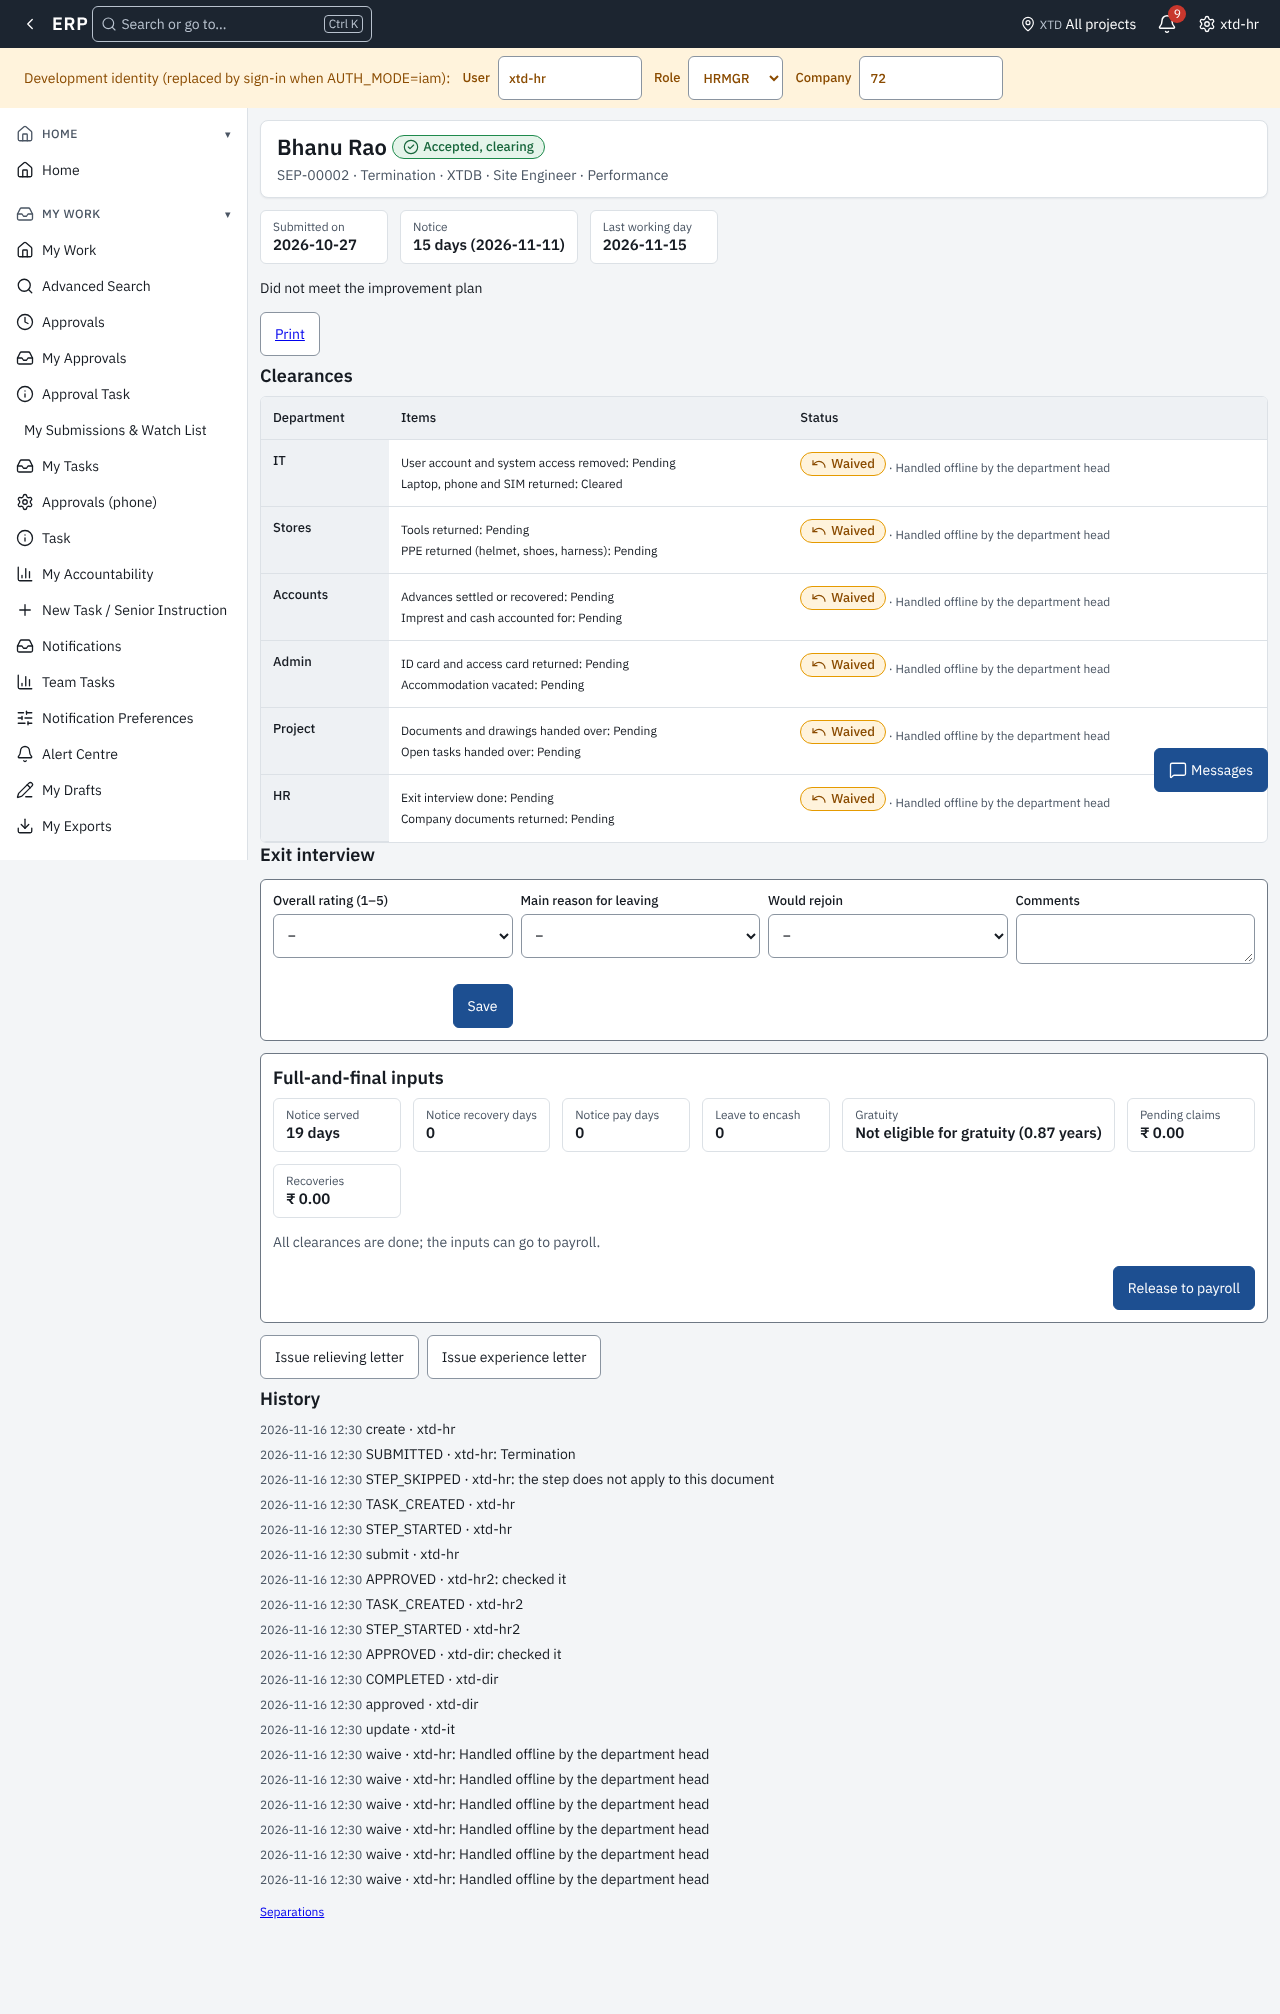 ERP
Search or go to...
Ctrl K
XTD All projects
9
xtd-hr
Development identity (replaced by sign-in when AUTH_MODE=iam):
User
xtd-hr
Role
HRMGR
Company
72
HOME
Home
MY WORK
My Work
Advanced Search
Approvals
My Approvals
Approval Task
My Submissions & Watch List
My Tasks
Approvals (phone)
Task
My Accountability
New Task / Senior Instruction
Notifications
Team Tasks
Notification Preferences
Alert Centre
My Drafts
My Exports
Bhanu Rao
Accepted, clearing
SEP-00002 · Termination · XTDB · Site Engineer · Performance
Submitted on
2026-10-27
Notice
15 days (2026-11-11)
Last working day
2026-11-15
Did not meet the improvement plan
Print
Clearances
Department Items Status
IT
User account and system access removed: Pending
Laptop, phone and SIM returned: Cleared
Waived · Handled offline by the department head
Stores
Tools returned: Pending
PPE returned (helmet, shoes, harness): Pending
Waived · Handled offline by the department head
Accounts
Advances settled or recovered: Pending
Imprest and cash accounted for: Pending
Waived · Handled offline by the department head
Admin
ID card and access card returned: Pending
Accommodation vacated: Pending
Waived · Handled offline by the department head
Project
Documents and drawings handed over: Pending
Open tasks handed over: Pending
Waived · Handled offline by the department head
Messages
HR
Exit interview done: Pending
Company documents returned: Pending
Waived · Handled offline by the department head
Exit interview
Overall rating (1–5)
–
Main reason for leaving
–
Would rejoin
–
Comments
Save
Full-and-final inputs
Notice served
19 days
Notice recovery days
0
Notice pay days
0
Leave to encash
0
Gratuity
Not eligible for gratuity (0.87 years)
Pending claims
₹ 0.00
Recoveries
₹ 0.00
All clearances are done; the inputs can go to payroll.
Release to payroll
Issue relieving letter
Issue experience letter
History
2026-11-16 12:30 create · xtd-hr
2026-11-16 12:30 SUBMITTED · xtd-hr: Termination
2026-11-16 12:30 STEP_SKIPPED · xtd-hr: the step does not apply to this document
2026-11-16 12:30 TASK_CREATED · xtd-hr
2026-11-16 12:30 STEP_STARTED · xtd-hr
2026-11-16 12:30 submit · xtd-hr
2026-11-16 12:30 APPROVED · xtd-hr2: checked it
2026-11-16 12:30 TASK_CREATED · xtd-hr2
2026-11-16 12:30 STEP_STARTED · xtd-hr2
2026-11-16 12:30 APPROVED · xtd-dir: checked it
2026-11-16 12:30 COMPLETED · xtd-dir
2026-11-16 12:30 approved · xtd-dir
2026-11-16 12:30 update · xtd-it
2026-11-16 12:30 waive · xtd-hr: Handled offline by the department head
2026-11-16 12:30 waive · xtd-hr: Handled offline by the department head
2026-11-16 12:30 waive · xtd-hr: Handled offline by the department head
2026-11-16 12:30 waive · xtd-hr: Handled offline by the department head
2026-11-16 12:30 waive · xtd-hr: Handled offline by the department head
2026-11-16 12:30 waive · xtd-hr: Handled offline by the department head
Separations